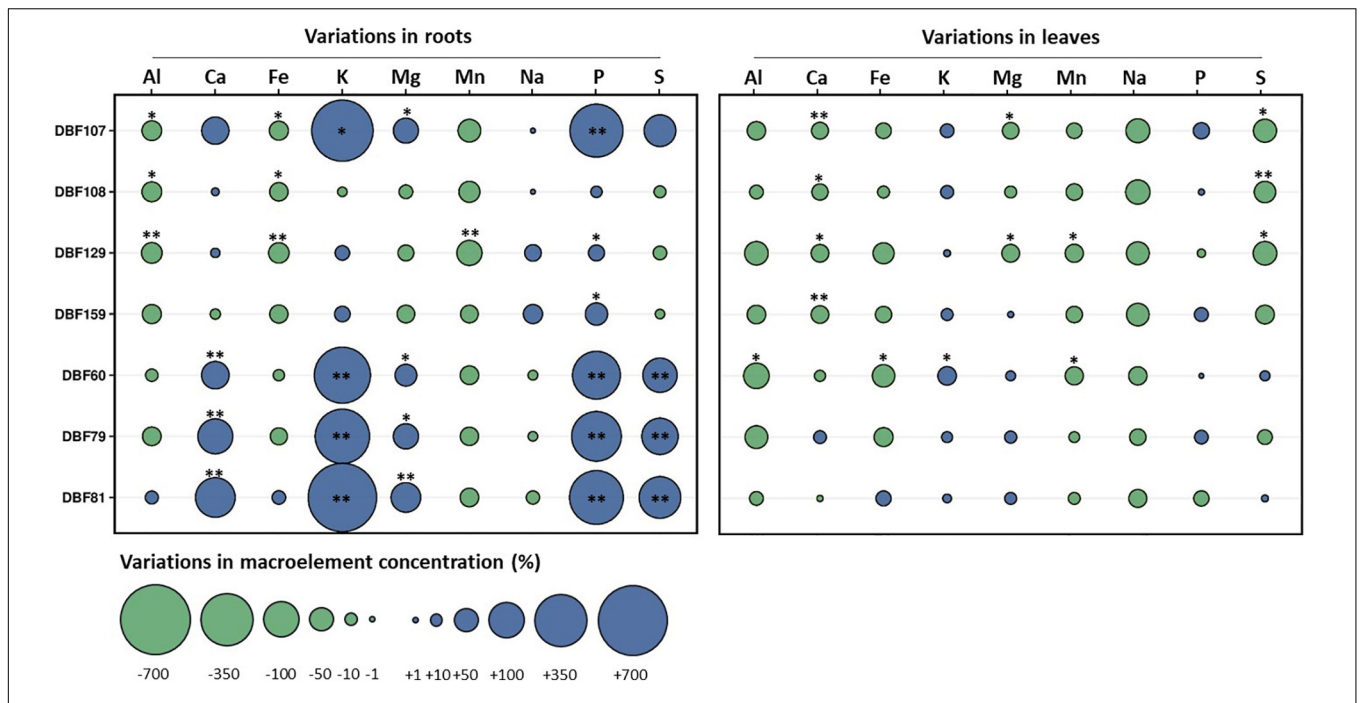 Variations in roots
Variations in leaves
Al Ca Fe K Mg Mn Na P S
Al Ca Fe K Mg Mn Na P S
* * * *
** * *
DBF107 * **
* *
* **
DBF108
** ** ** *
* * * *
DBF129
*
**
DBF159
** *
* * * *
DBF60 ** ** **
** *
DBF79 ** ** **
** **
DBF81 ** ** **
Variations in macroelement concentration (%)
-700 -350 -100 -50 -10 -1 +1 +10 +50 +100 +350 +700